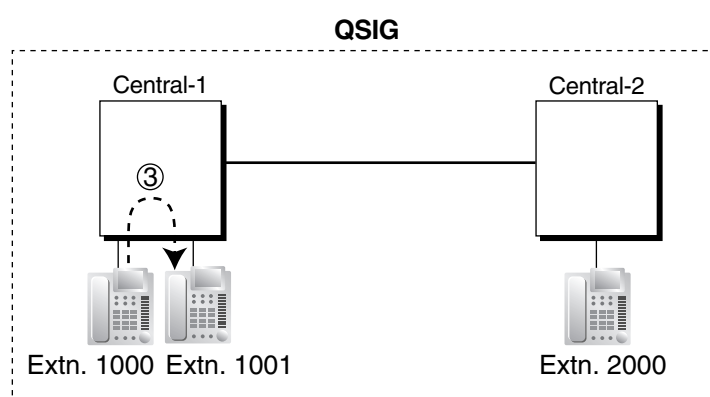 QSIG
Central-1 Central-2
③
Extn. 1000 Extn. 1001 Extn. 2000